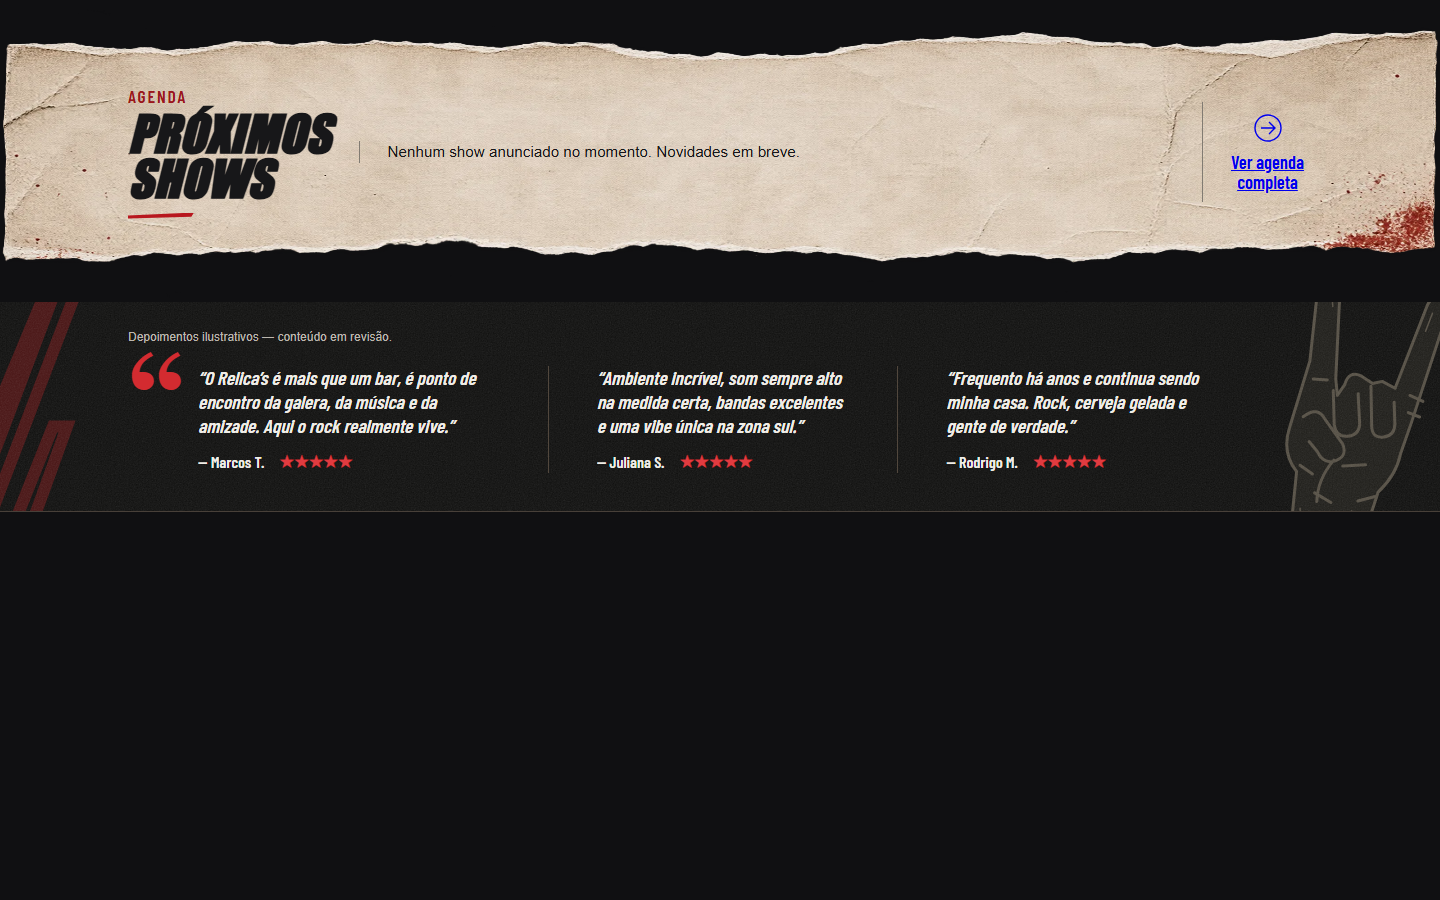 AGENDA
PRÓXIMOS
SHOWS
Nenhum show anunciado no momento. Novidades em breve.
Ver agenda
completa
Depoimentos ilustrativos — conteúdo em revisão.
“O Relica’s é mais que um bar, é ponto de
encontro da galera, da música e da
amizade. Aqui o rock realmente vive.”
— Marcos T. ★★★★★
“Ambiente incrível, som sempre alto
na medida certa, bandas excelentes
e uma vibe única na zona sul.”
— Juliana S. ★★★★★
“Frequento há anos e continua sendo
minha casa. Rock, cerveja gelada e
gente de verdade.”
— Rodrigo M. ★★★★★